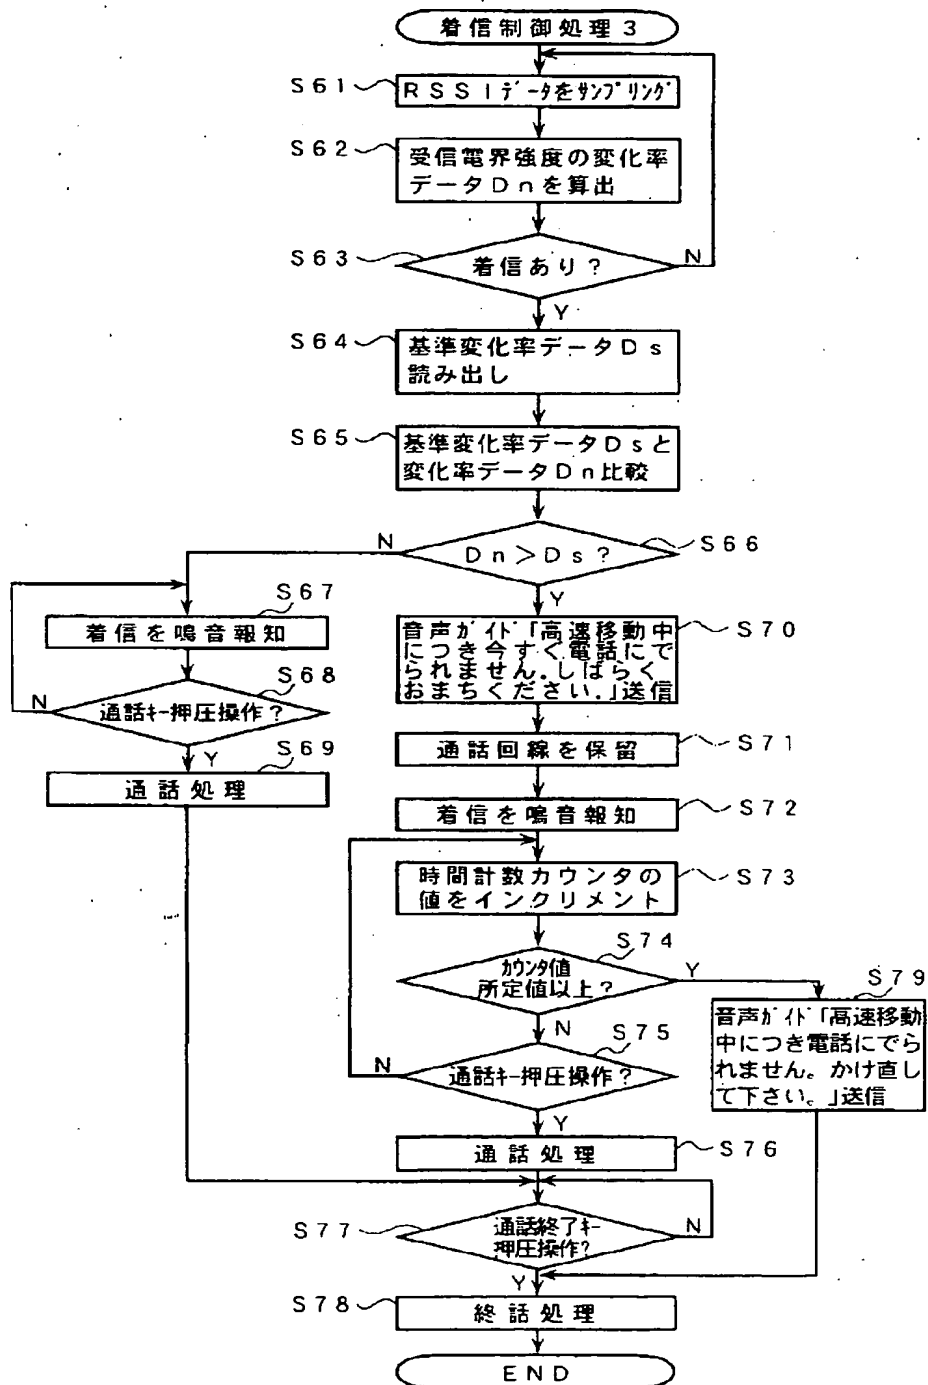 着信制御処理3
S61
RSSIデータをサンプリング
S62
受信電界強度の変化率
データDnを算出
S63
着信あり?
N
Y
S64
基準変化率データDs
読み出し
S65
基準変化率データDsと
変化率データDn比較
S66
Dn>Ds?
N
Y
S67
着信を鳴音報知
S68
通話キー押圧操作?
N
Y
S69
通話処理
S70
音声ガイド「高速移動中
につき今すぐ電話にで
られません.しばらく
おまちください.」送信
S71
通話回線を保留
S72
着信を鳴音報知
S73
時間計数カウンタの
値をインクリメント
S74
カウンタ値
所定値以上?
Y
N
S75
通話キー押圧操作?
N
Y
S79
音声ガイド「高速移動
中につき電話にでら
れません。かけ直し
て下さい。」送信
S76
通話処理
S77
通話終了キー
押圧操作?
N
Y
S78
終話処理
END